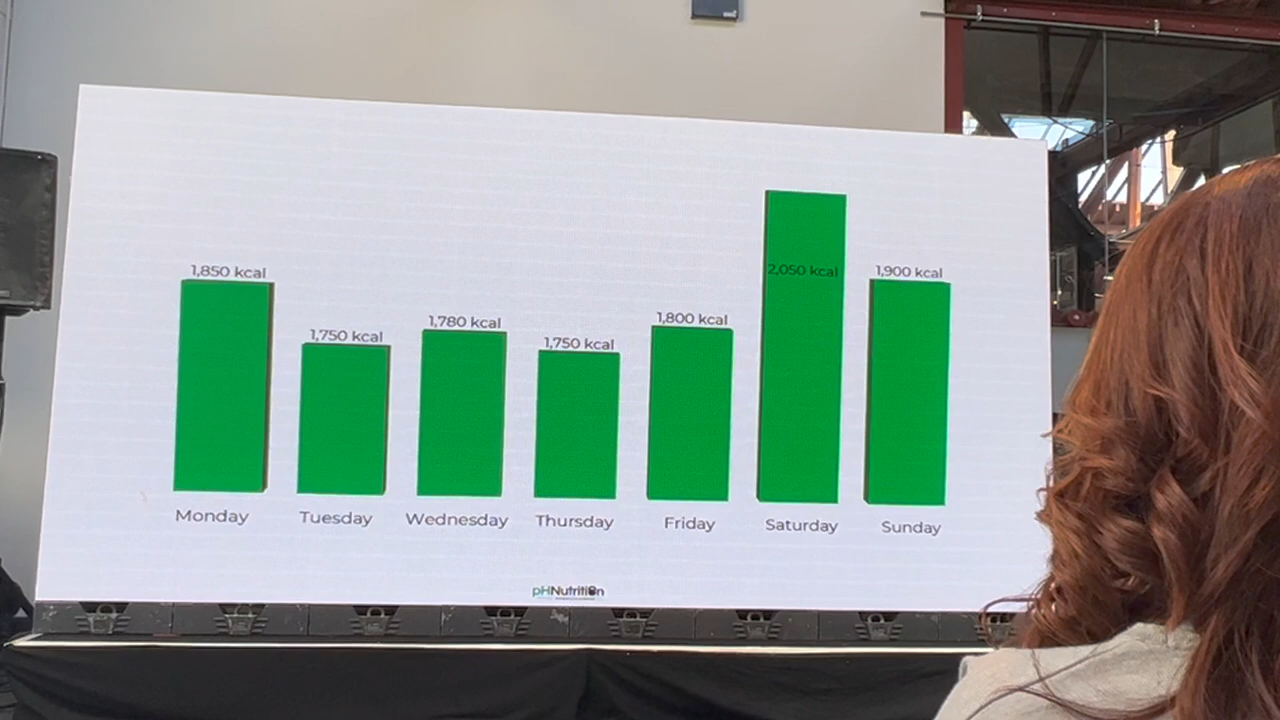 1,850 kcal
1,750 kcal
1,780 kcal
1,750 kcal
1,800 kcal
2,050 kcal
1,900 kcal
Monday
Tuesday
Wednesday
Thursday
Friday
Saturday
Sunday
pHNutrition